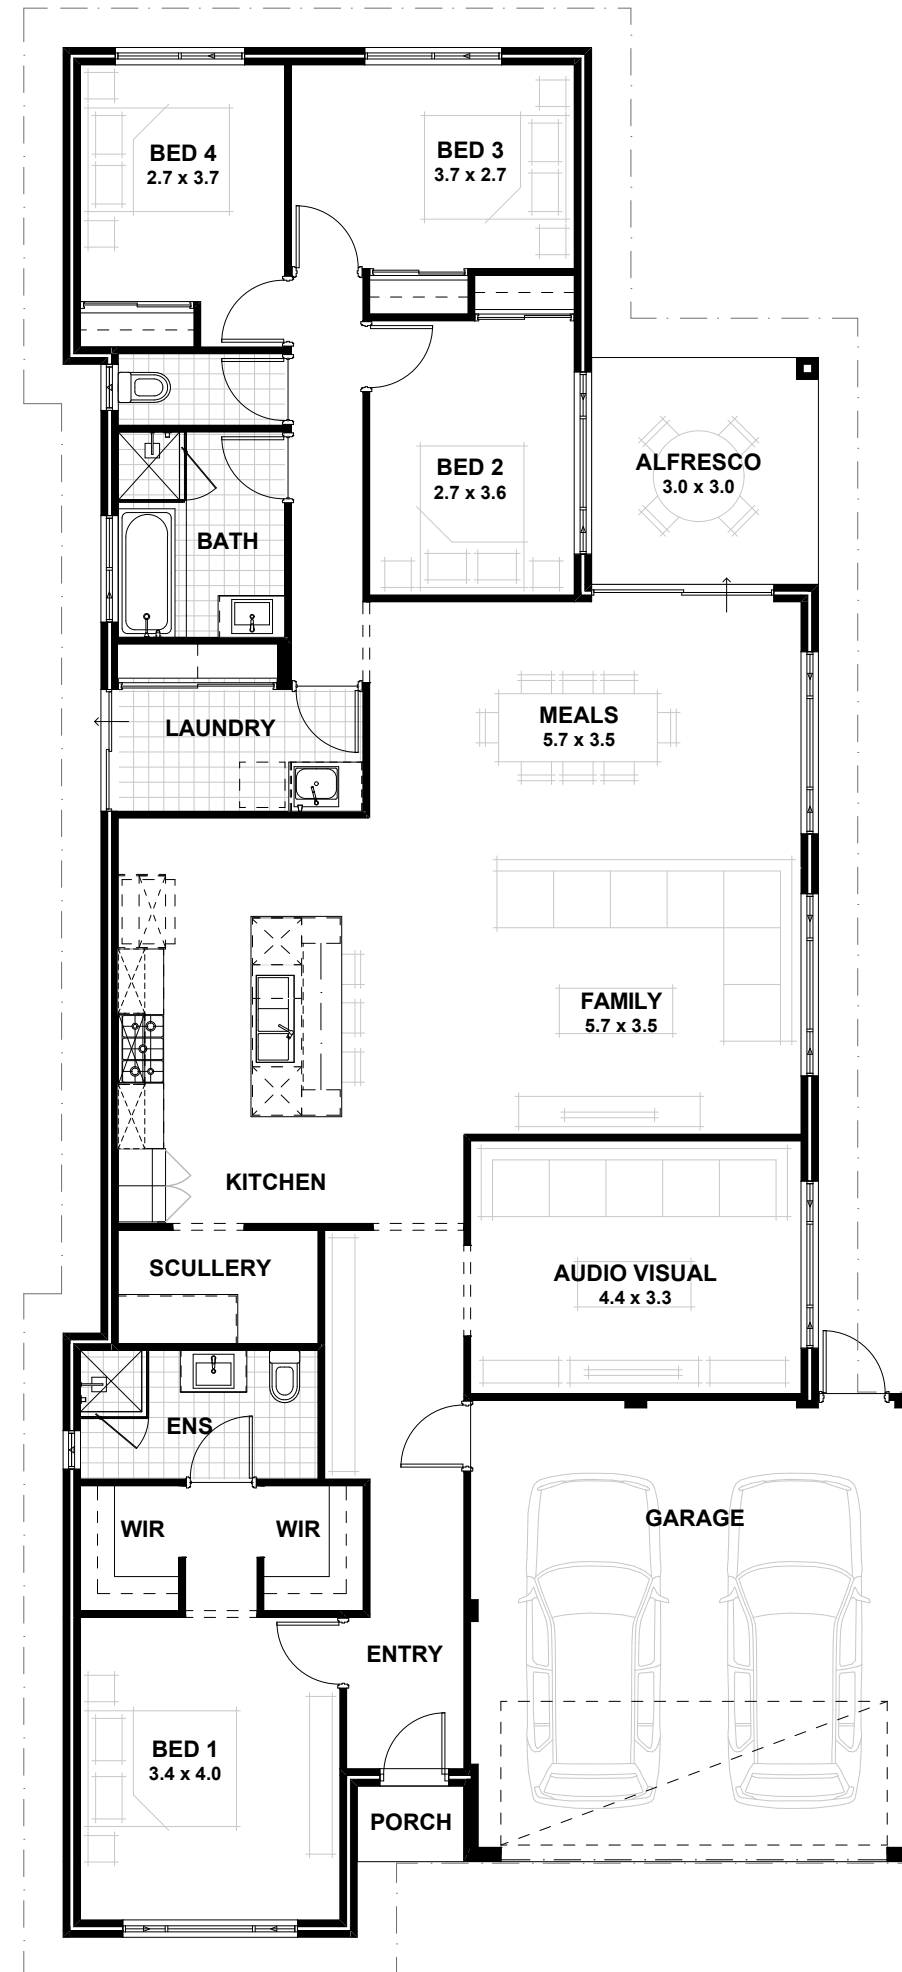 BED 4
2.7 x 3.7
BED 3
3.7 x 2.7
BED 2
2.7 x 3.6
ALFRESCO
3.0 x 3.0
BATH
LAUNDRY
MEALS
5.7 x 3.5
FAMILY
5.7 x 3.5
KITCHEN
SCULLERY
AUDIO VISUAL
4.4 x 3.3
ENS
WIR
WIR
GARAGE
ENTRY
BED 1
3.4 x 4.0
PORCH